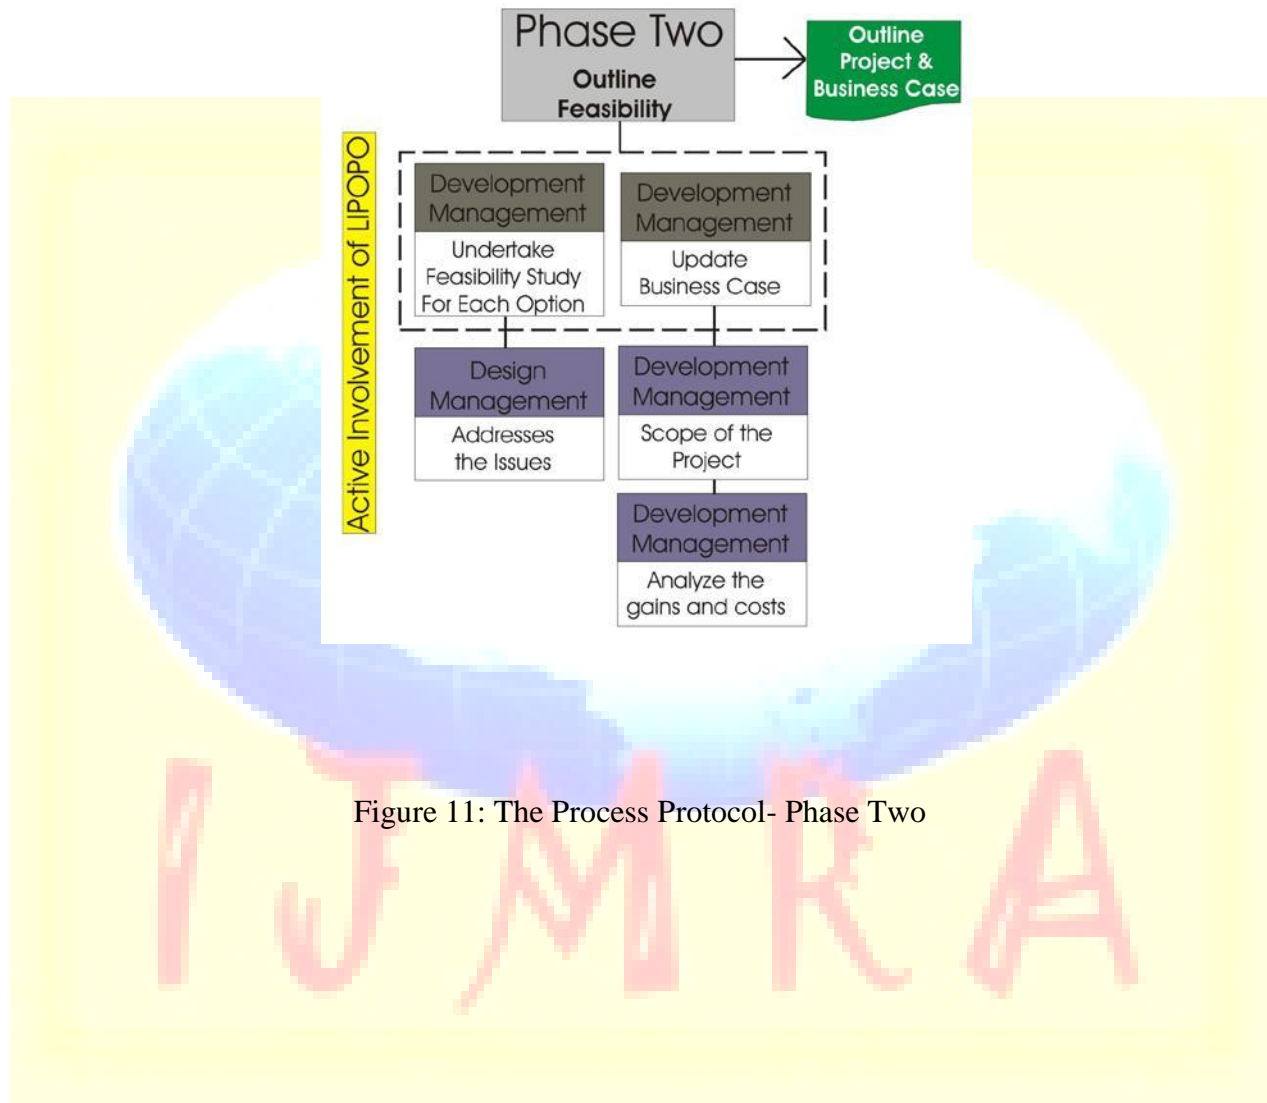 Phase Two
Outline
Feasibility
Outline
Project &
Business Case
Active Involvement of LIPOPO
Development
Management
Undertake
Feasibility Study
For Each Option
Development
Management
Update
Business Case
Design
Management
Addresses
the Issues
Development
Management
Scope of the
Project
Development
Management
Analyze the
gains and costs
Figure 11: The Process Protocol- Phase Two
IJMRA